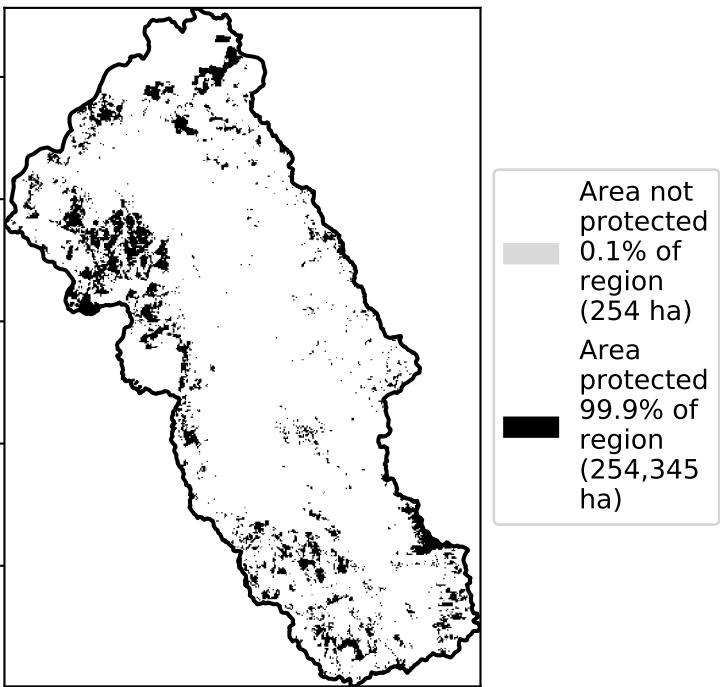 Area not
protected
0.1% of
region
(254 ha)
Area
protected
99.9% of
region
(254,345
ha)